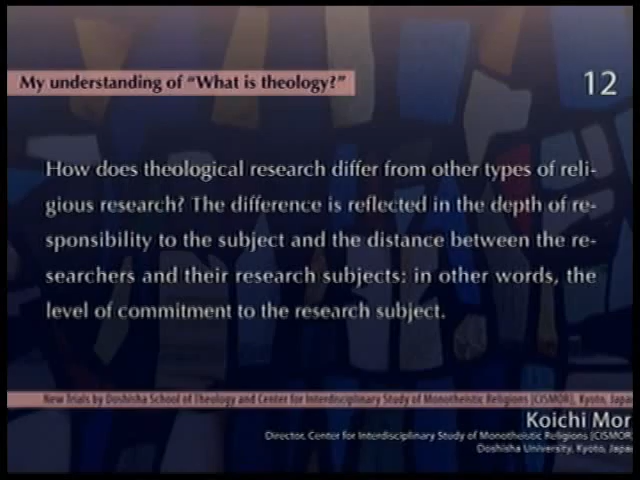 My understanding of “What is theology?”
12
How does theological research differ from other types of reli-
gious research? The difference is reflected in the depth of re-
sponsibility to the subject and the distance between the re-
searchers and their research subjects: in other words, the
level of commitment to the research subject.
New Trials by Doshisha School of Theology and Center for Interdisciplinary Study of Monotheistic Religions (CISMOR), Kyoto,
Koichi
Director, Center for Interdisciplinary Study of Monotheistic Religions
Doshisha University, Kyoto,